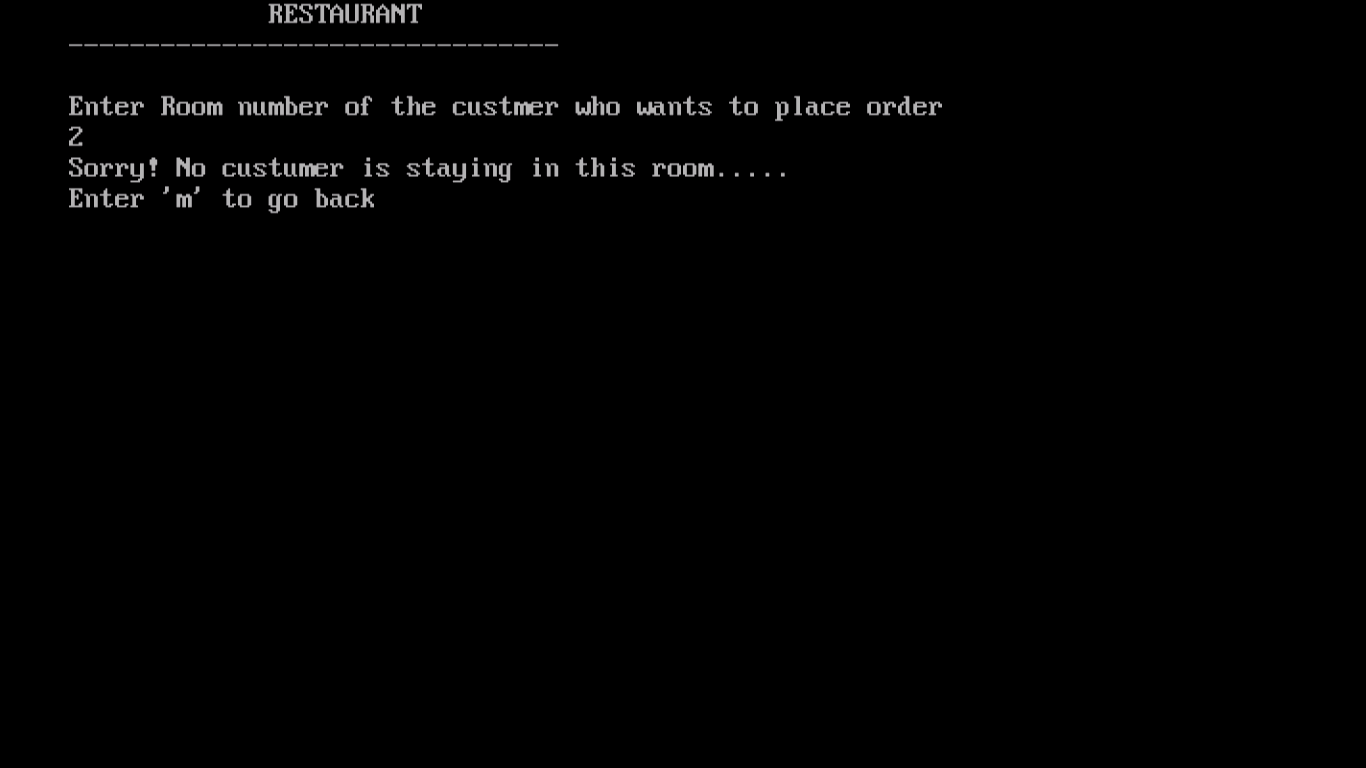 RESTAURANT
--------------------------------
Enter Room number of the custmer who wants to place order
2
Sorry! No custumer is staying in this room.....
Enter 'm' to go back